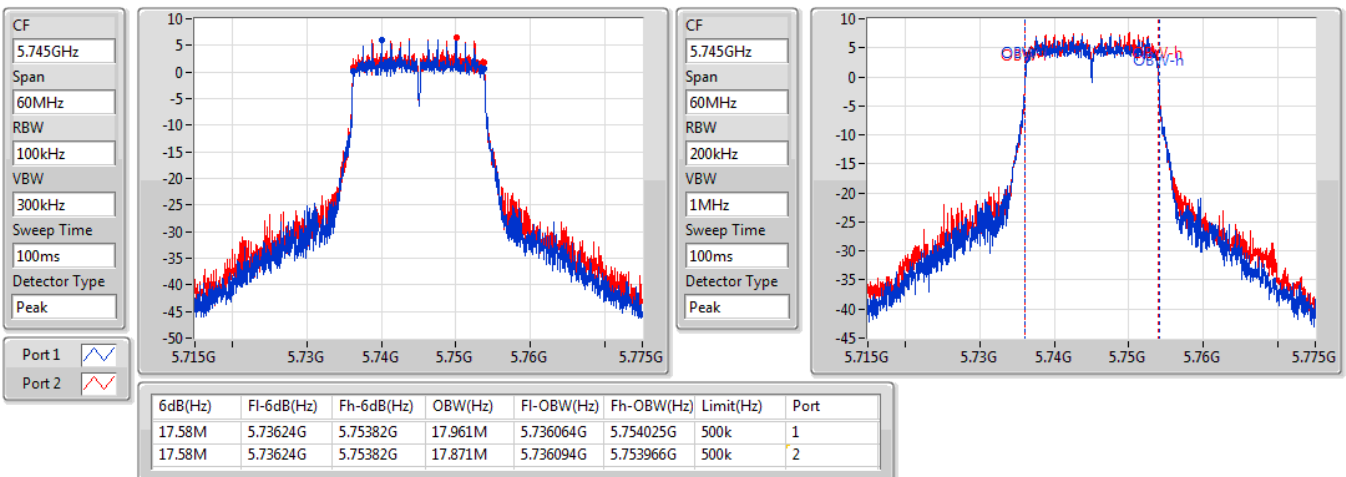 CF
5.745GHz
Span
60MHz
RBW
100kHz
VBW
300kHz
Sweep Time
100ms
Detector Type
Peak
Port 1
Port 2
10
5
0
-5
-10
-15
-20
-25
-30
-35
-40
-45
-50
5.715G 5.73G 5.74G 5.75G 5.76G 5.775G
CF
5.745GHz
Span
60MHz
RBW
200kHz
VBW
1MHz
Sweep Time
100ms
Detector Type
Peak
10
5
0
-5
-10
-15
-20
-25
-30
-35
-40
-45
OBW-h
5.715G 5.73G 5.74G 5.75G 5.76G 5.775G
6dB(Hz) Fl-6dB(Hz) Fh-6dB(Hz) OBW(Hz) Fl-OBW(Hz) Fh-OBW(Hz) Limit(Hz) Port
17.58M 5.73624G 5.75382G 17.961M 5.736064G 5.754025G 500k 1
17.58M 5.73624G 5.75382G 17.871M 5.736094G 5.753966G 500k 2